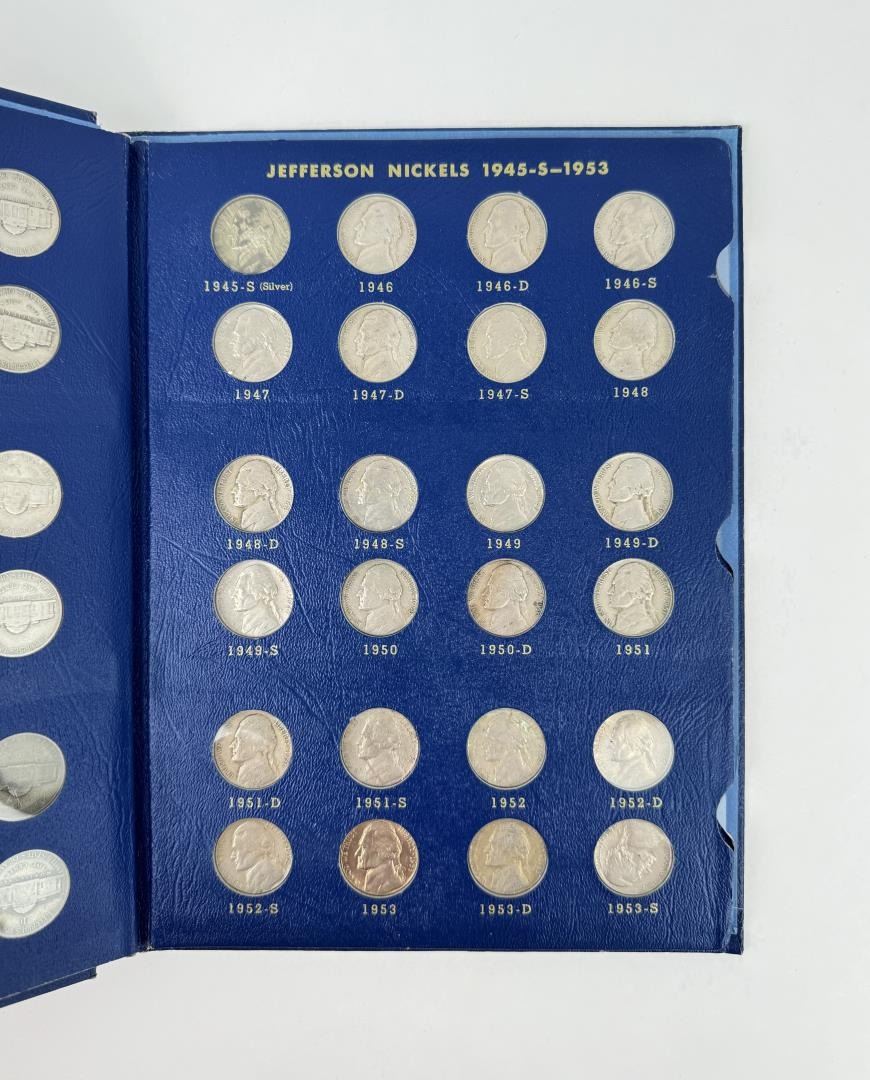 JEFFERSON NICKELS 1945-S—1953
1945-S (Silver) 1946 1946-D 1946-S
1947 1947-D 1947-S 1948
1948-D 1948-S 1949 1949-D
1949-S 1950 1950-D 1951
1951-D 1951-S 1952 1952-D
1952-S 1953 1953-D 1953-S